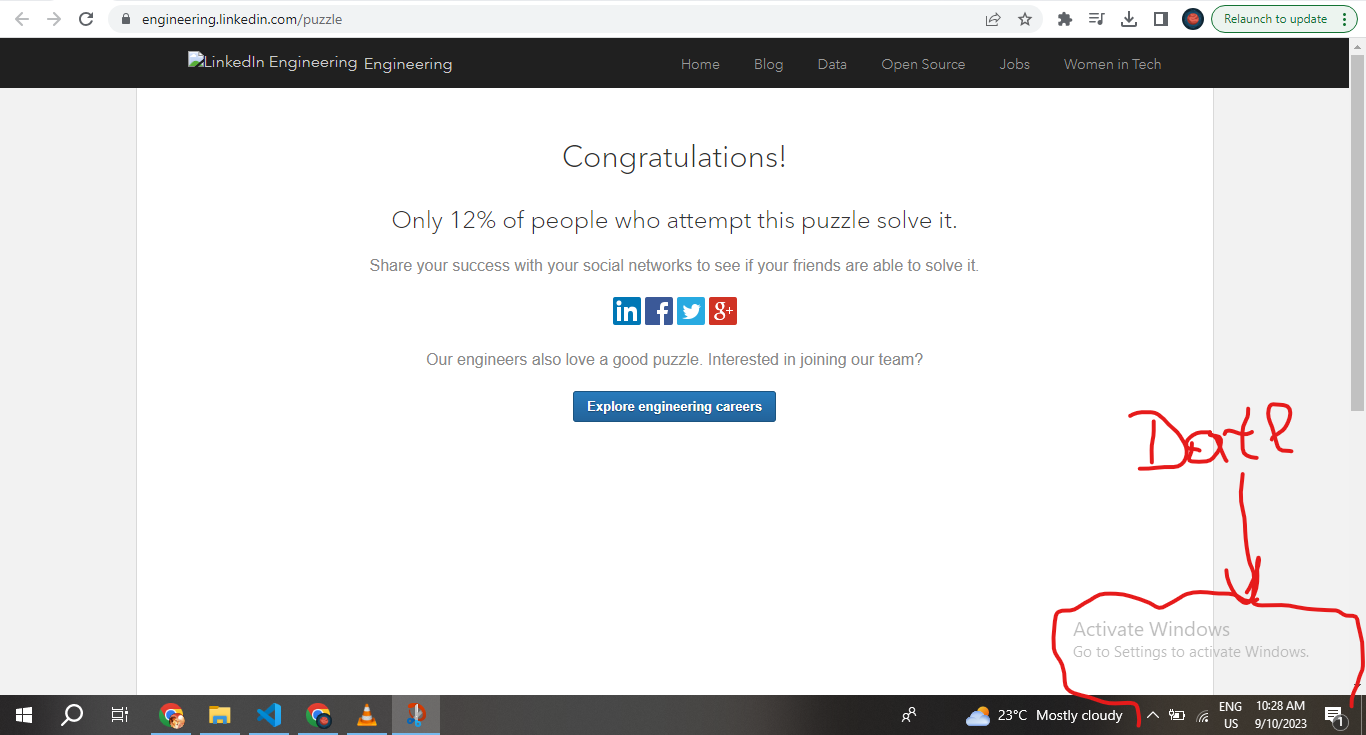 engineering.linkedin.com/puzzle
Relaunch to update
LinkedIn Engineering Engineering
Home Blog Data Open Source Jobs Women in Tech
Congratulations!
Only 12% of people who attempt this puzzle solve it.
Share your success with your social networks to see if your friends are able to solve it.
in f g+
Our engineers also love a good puzzle. Interested in joining our team?
Explore engineering careers
Date
Activate Windows
Go to Settings to activate Windows.
23°C Mostly cloudy
ENG
US
10:28 AM
9/10/2023
1